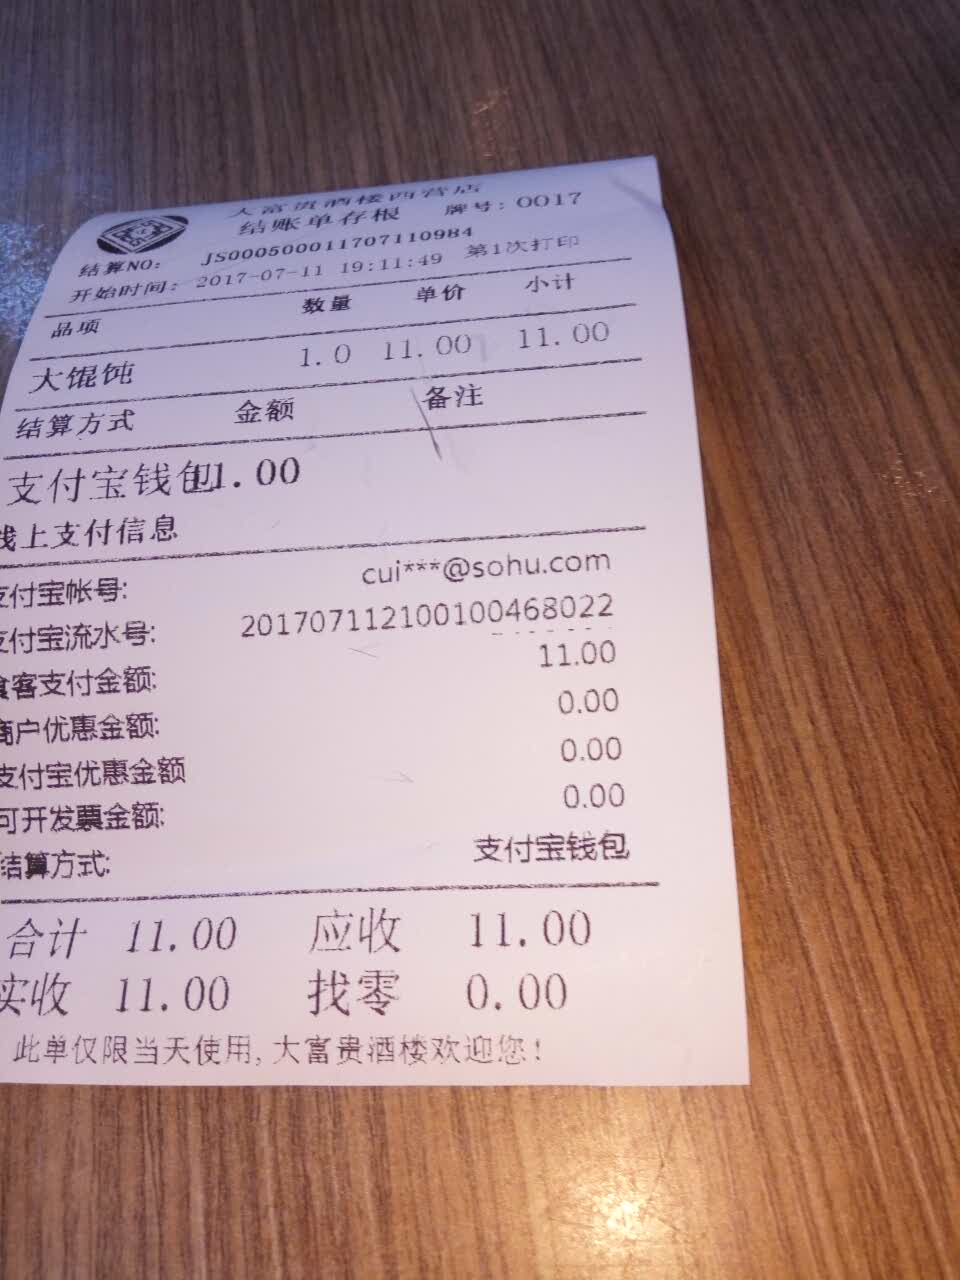 大富贵酒楼西营店
结账单存根 牌号: 0017
结算NO: JS000500011707110984
开始时间: 2017-07-11 19:11:49 第1次打印
品项 数量 单价 小计
大馄饨 1.0 11.00 11.00
结算方式 金额 备注
支付宝钱包11.00
线上支付信息
支付宝帐号: cui***@sohu.com
支付宝流水号: 201707112100100468022
食客支付金额: 11.00
商户优惠金额: 0.00
支付宝优惠金额 0.00
可开发票金额: 0.00
结算方式: 支付宝钱包
合计 11.00 应收 11.00
实收 11.00 找零 0.00
此单仅限当天使用, 大富贵酒楼欢迎您!